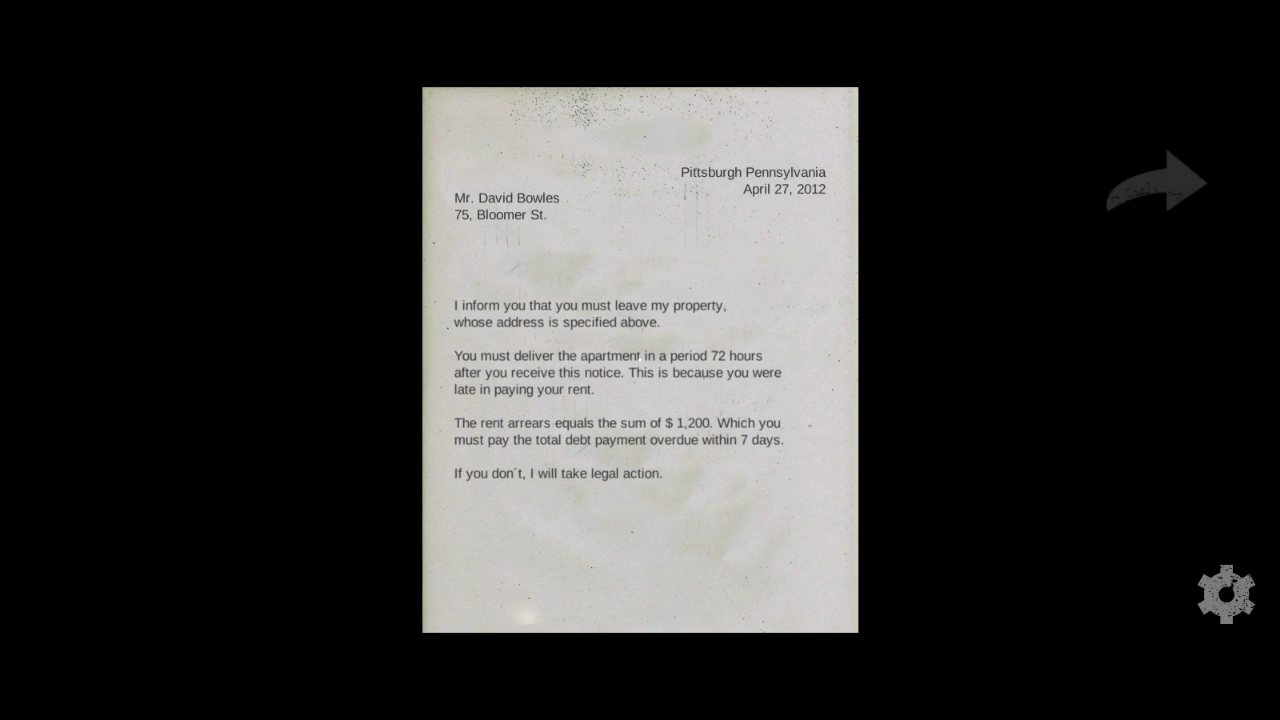 Pittsburgh Pennsylvania
April 27, 2012
Mr. David Bowles
75, Bloomer St.
I inform you that you must leave my property,
whose address is specified above.
You must deliver the apartment in a period 72 hours
after you receive this notice. This is because you were
late in paying your rent.
The rent arrears equals the sum of $ 1,200. Which you
must pay the total debt payment overdue within 7 days.
If you don´t, I will take legal action.